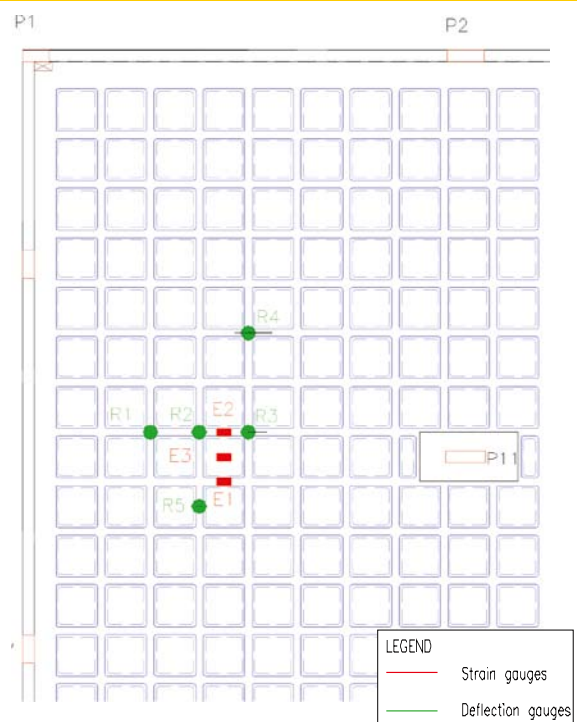 P1
P2
R4
R1
R2
E2
R3
E3
P11
R5
E1
LEGEND
Strain gauges
Deflection gauges